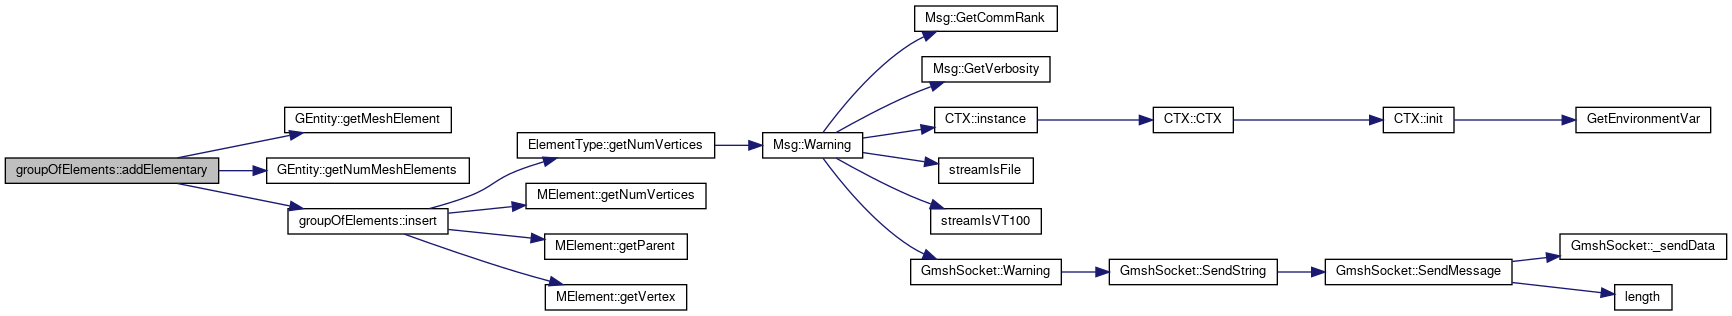 groupOfElements::addElementary
GEntity::getMeshElement
GEntity::getNumMeshElements
groupOfElements::insert
ElementType::getNumVertices
MElement::getNumVertices
MElement::getParent
MElement::getVertex
Msg::Warning
Msg::GetCommRank
Msg::GetVerbosity
CTX::instance
streamIsFile
streamIsVT100
GmshSocket::Warning
CTX::CTX
CTX::init
GetEnvironmentVar
GmshSocket::SendString
GmshSocket::SendMessage
GmshSocket::_sendData
length